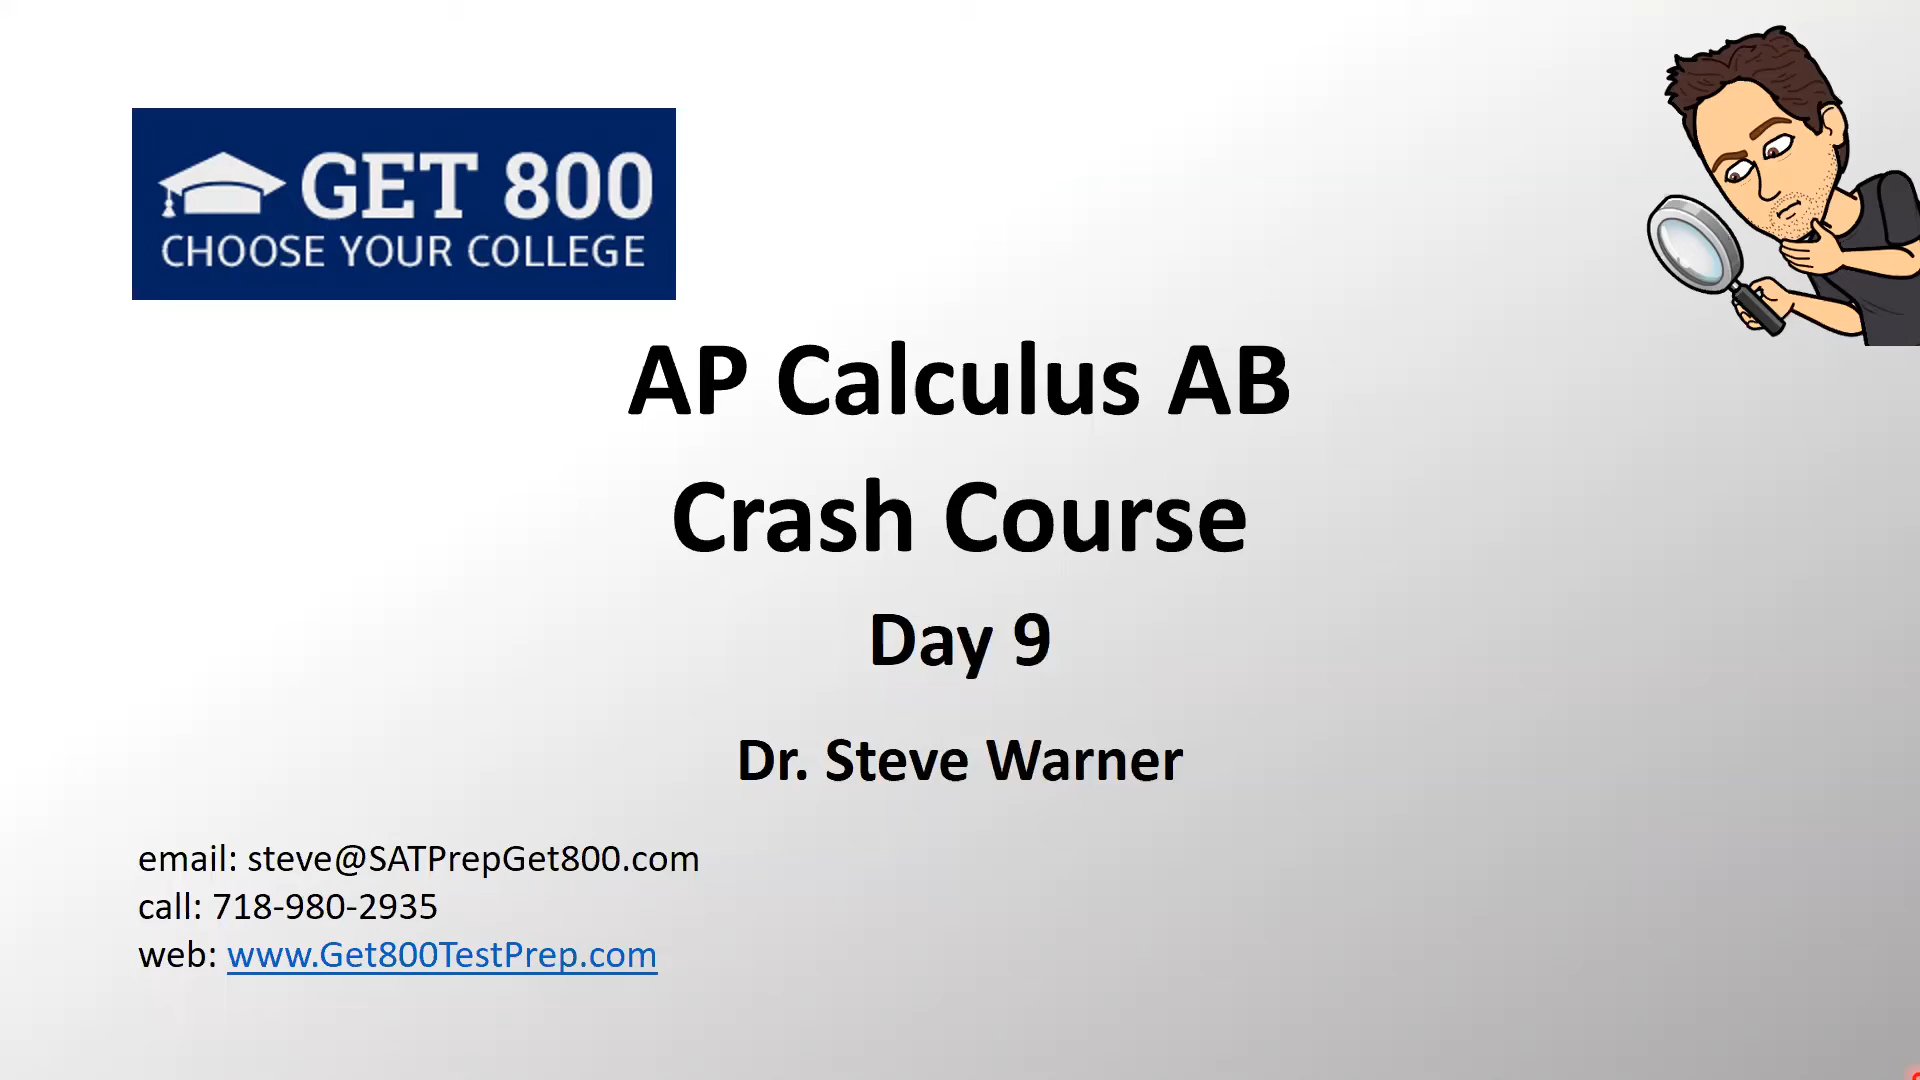 GET 800
CHOOSE YOUR COLLEGE
AP Calculus AB
Crash Course
Day 9
Dr. Steve Warner
email: steve@SATPrepGet800.com
call: 718-980-2935
web: www.Get800TestPrep.com